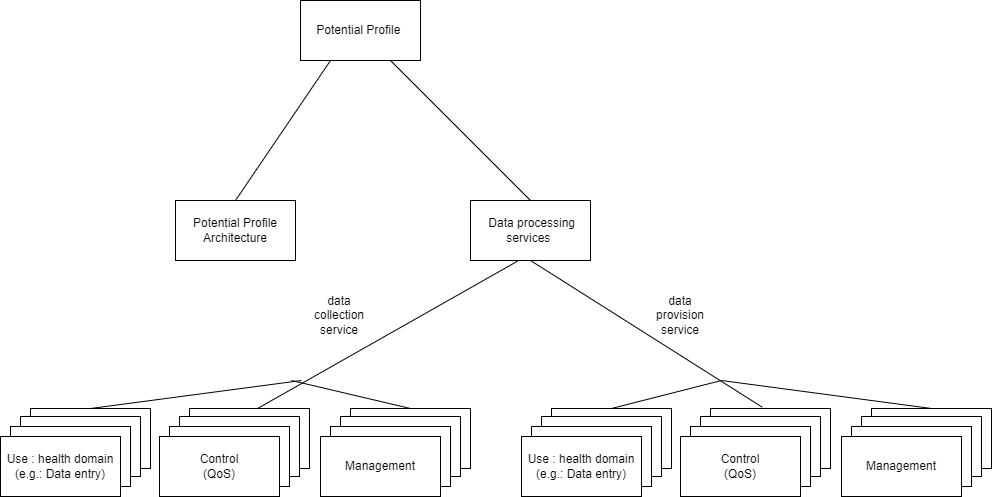 Potential Profile
Potential Profile
Architecture
Data processing
services
data
collection
service
data
provision
service
Use : health domain
(e.g.: Data entry)
Control
(QoS)
Management
Use : health domain
(e.g.: Data entry)
Control
(QoS)
Management